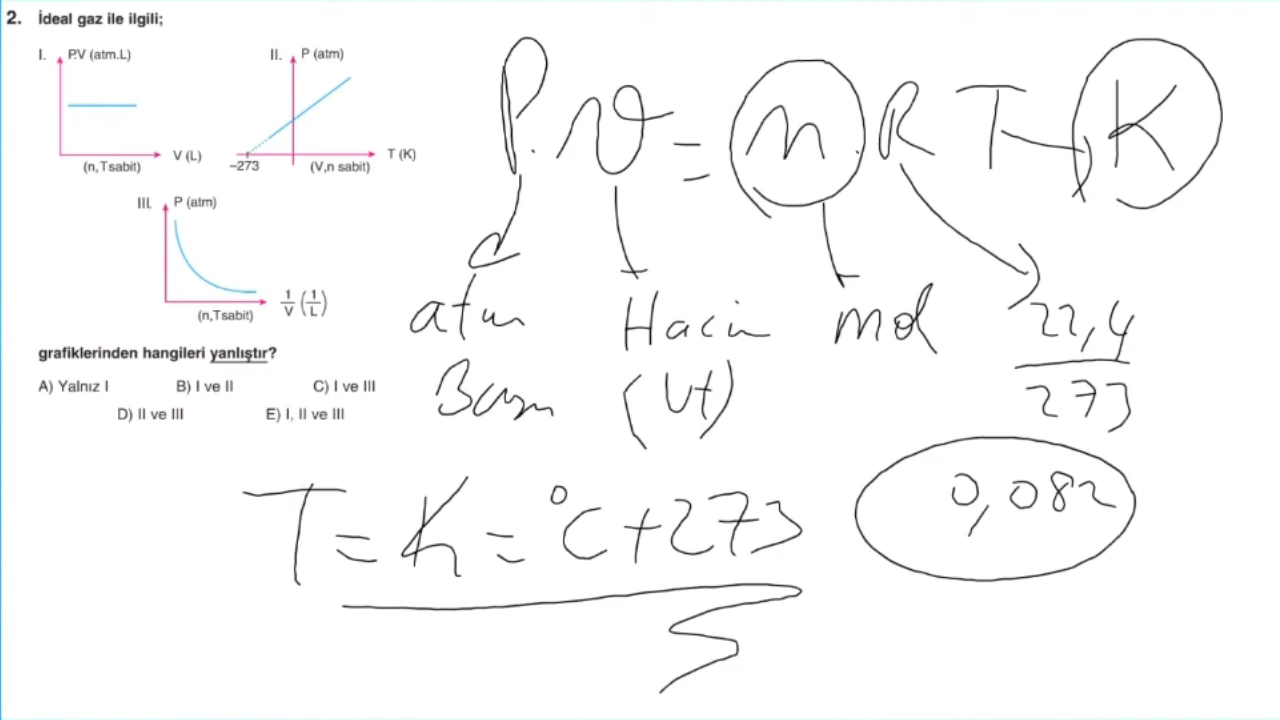 2. İdeal gaz ile ilgili;
I. P.V (atm.L)
V (L)
(n,Tsabit)
II. P (atm)
T (K)
-273
(V,n sabit)
III. P (atm)
1/V (1/L)
(n,Tsabit)
grafiklerinden hangileri yanlıştır?
A) Yalnız I B) I ve II C) I ve III
D) II ve III E) I, II ve III
P.V = n.R T K
atm Hacim mol 22,4/273
(Lt)
0,082
T = K = °C + 273